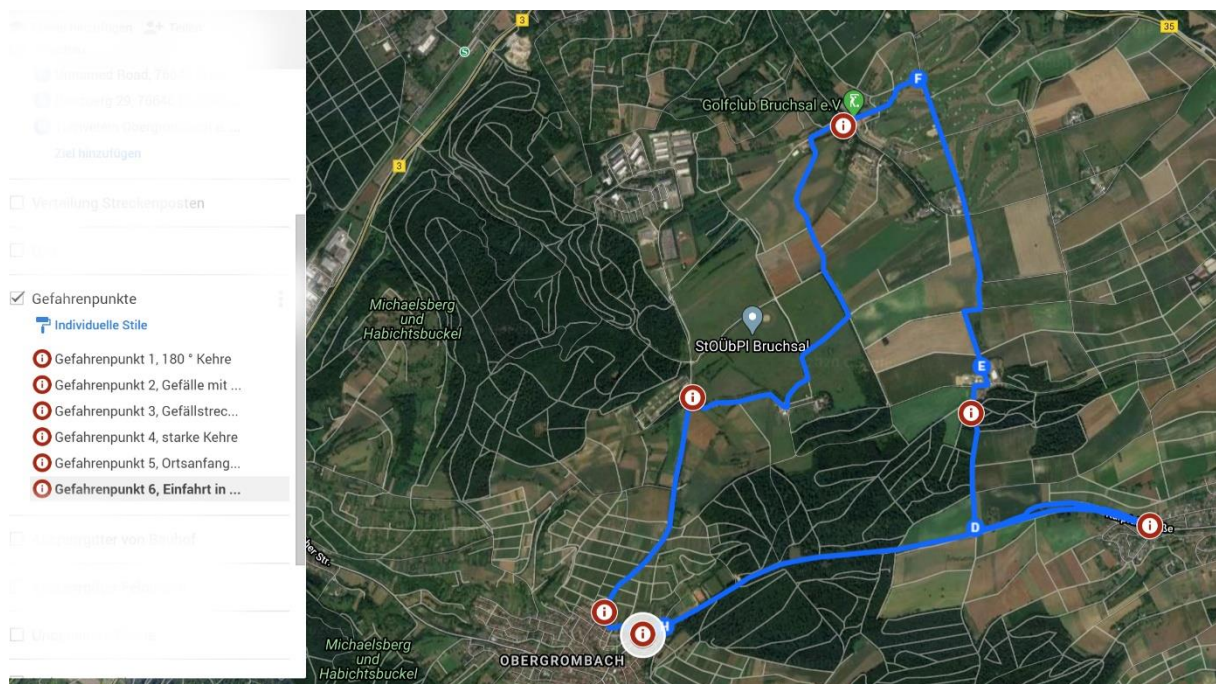 Ziel hinzufügen
Verteilung Streckenposten
Gefahrenpunkte
Individuelle Stile
Gefahrenpunkt 1, 180 ° Kehre
Gefahrenpunkt 2, Gefälle mit ...
Gefahrenpunkt 3, Gefällstrec...
Gefahrenpunkt 4, starke Kehre
Gefahrenpunkt 5, Ortsanfang...
Gefahrenpunkt 6, Einfahrt in ...
3
35
F
Golfclub Bruchsal e.V
3
Michaelsberg
und
Habichtsbuckel
StOÜbPl Bruchsal
E
D
H
OBERGROMBACH
Michaelsberg
und
Habichtsbuckel